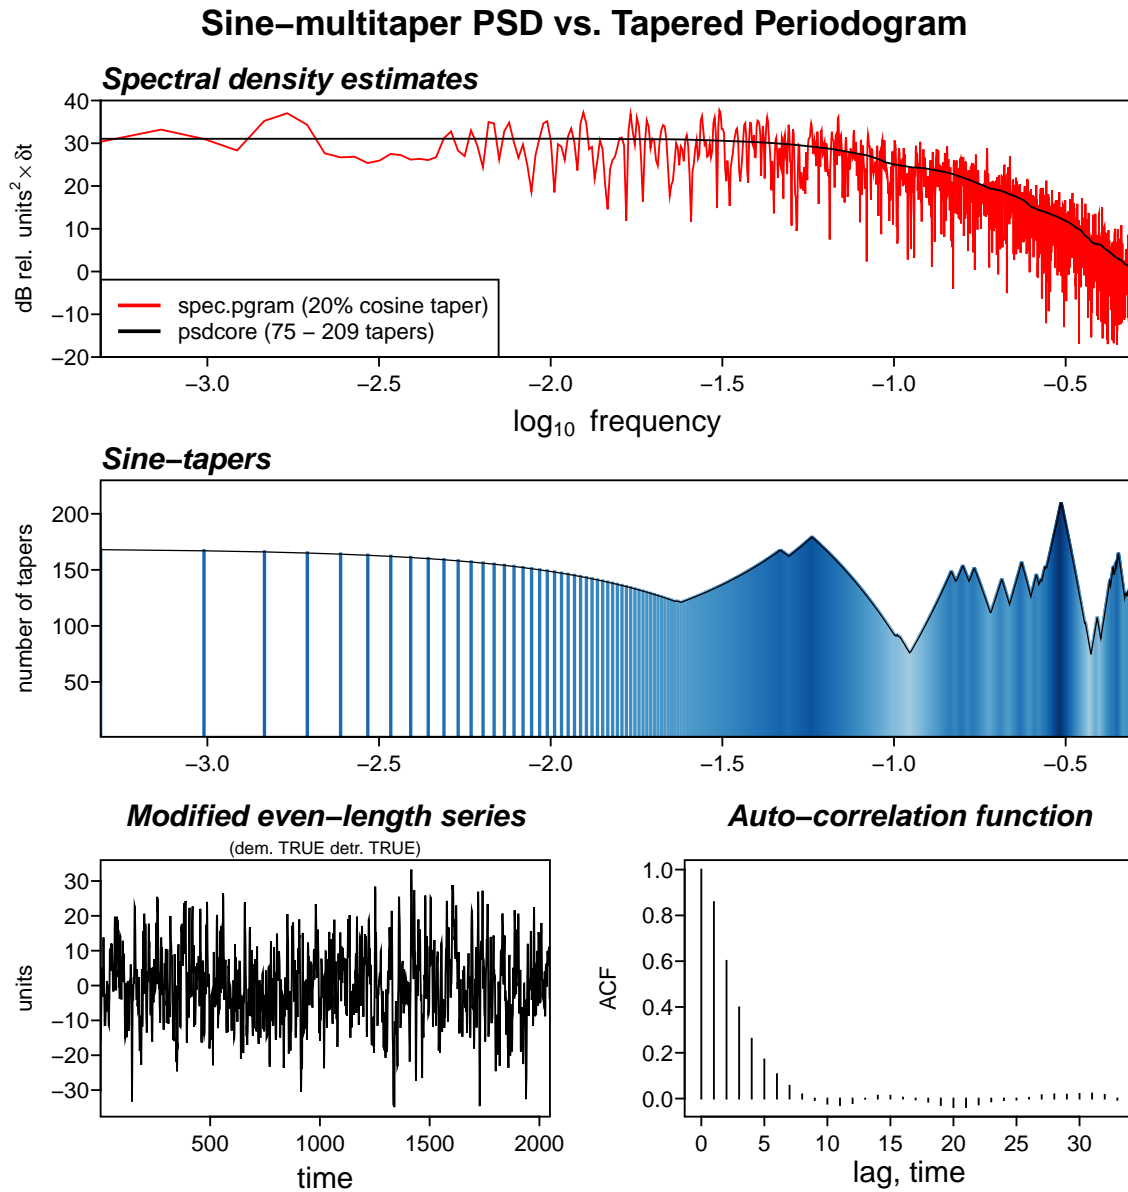 Sine−multitaper PSD vs. Tapered Periodogram
Spectral density estimates
dB rel. units² × δt
40
30
20
10
0
−10
−20
spec.pgram (20% cosine taper)
psdcore (75 − 209 tapers)
−3.0 −2.5 −2.0 −1.5 −1.0 −0.5
log₁₀ frequency
Sine−tapers
number of tapers
200
150
100
50
−3.0 −2.5 −2.0 −1.5 −1.0 −0.5
Modified even−length series
(dem. TRUE detr. TRUE)
units
30
20
10
0
−10
−20
−30
500 1000 1500 2000
time
Auto−correlation function
ACF
1.0
0.8
0.6
0.4
0.2
0.0
0 5 10 15 20 25 30
lag, time